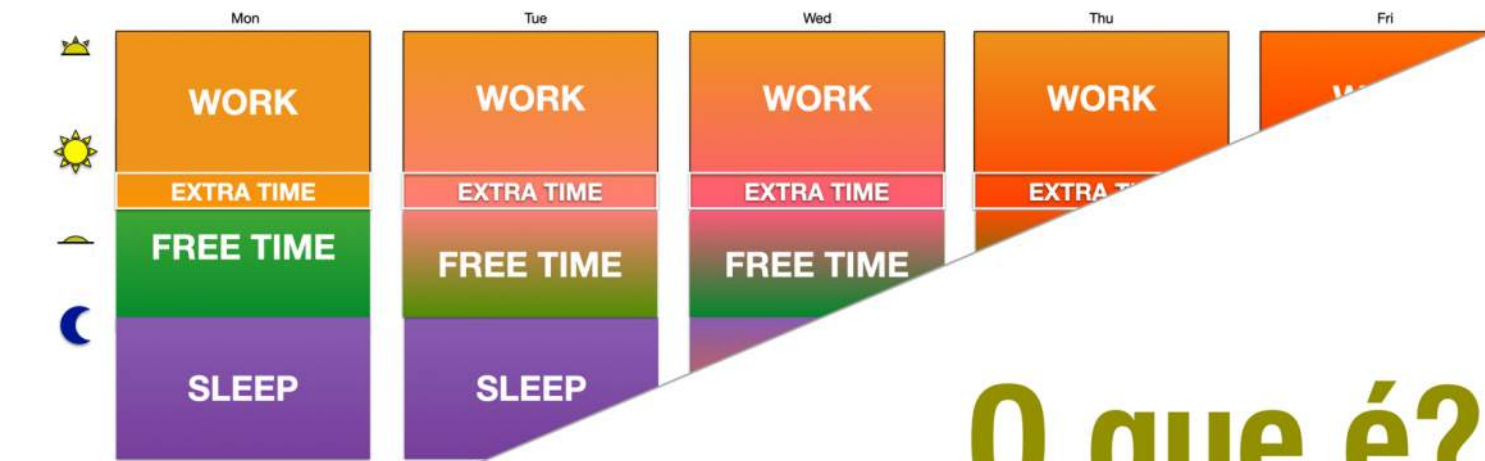 Mon Tue Wed Thu Fri
WORK WORK WORK WORK
EXTRA TIME EXTRA TIME EXTRA TIME EXTRA
FREE TIME FREE TIME FREE TIME
SLEEP SLEEP
O que é?